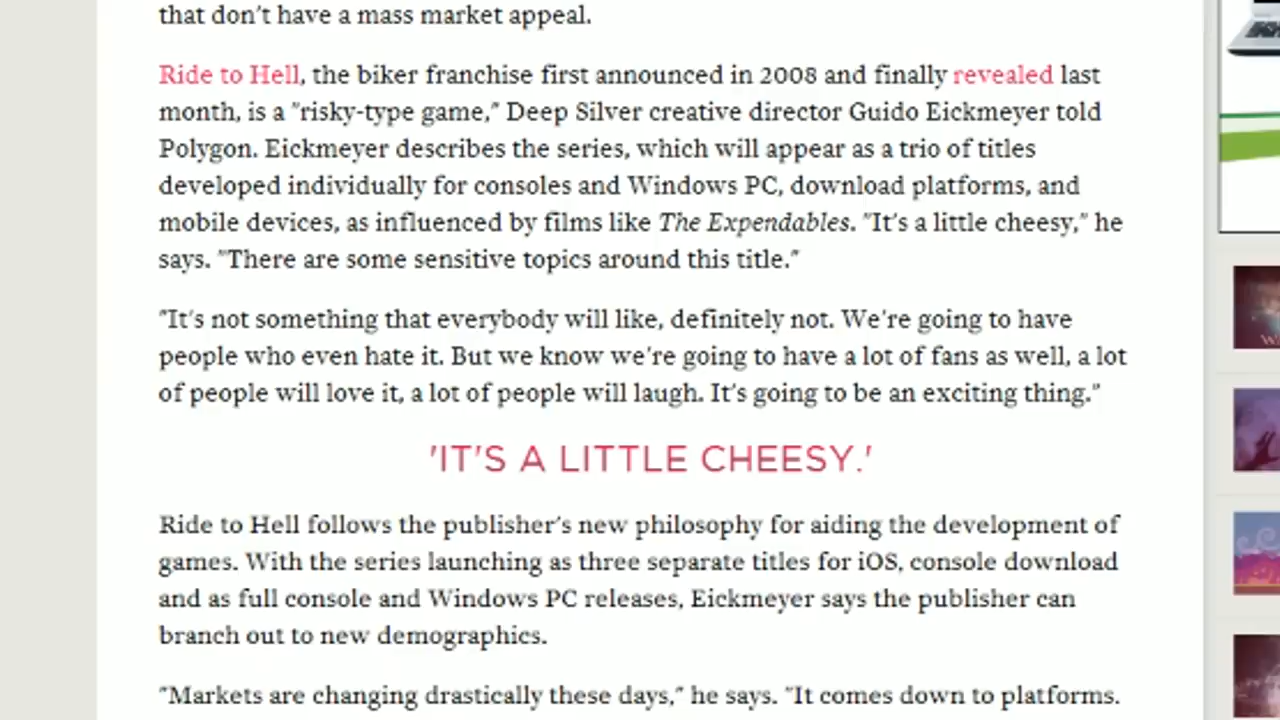 that don't have a mass market appeal.
Ride to Hell, the biker franchise first announced in 2008 and finally revealed last
month, is a "risky-type game," Deep Silver creative director Guido Eickmeyer told
Polygon. Eickmeyer describes the series, which will appear as a trio of titles
developed individually for consoles and Windows PC, download platforms, and
mobile devices, as influenced by films like The Expendables. "It's a little cheesy," he
says. "There are some sensitive topics around this title."
"It's not something that everybody will like, definitely not. We're going to have
people who even hate it. But we know we're going to have a lot of fans as well, a lot
of people will love it, a lot of people will laugh. It's going to be an exciting thing."
'IT'S A LITTLE CHEESY.'
Ride to Hell follows the publisher's new philosophy for aiding the development of
games. With the series launching as three separate titles for iOS, console download
and as full console and Windows PC releases, Eickmeyer says the publisher can
branch out to new demographics.
"Markets are changing drastically these days," he says. "It comes down to platforms.